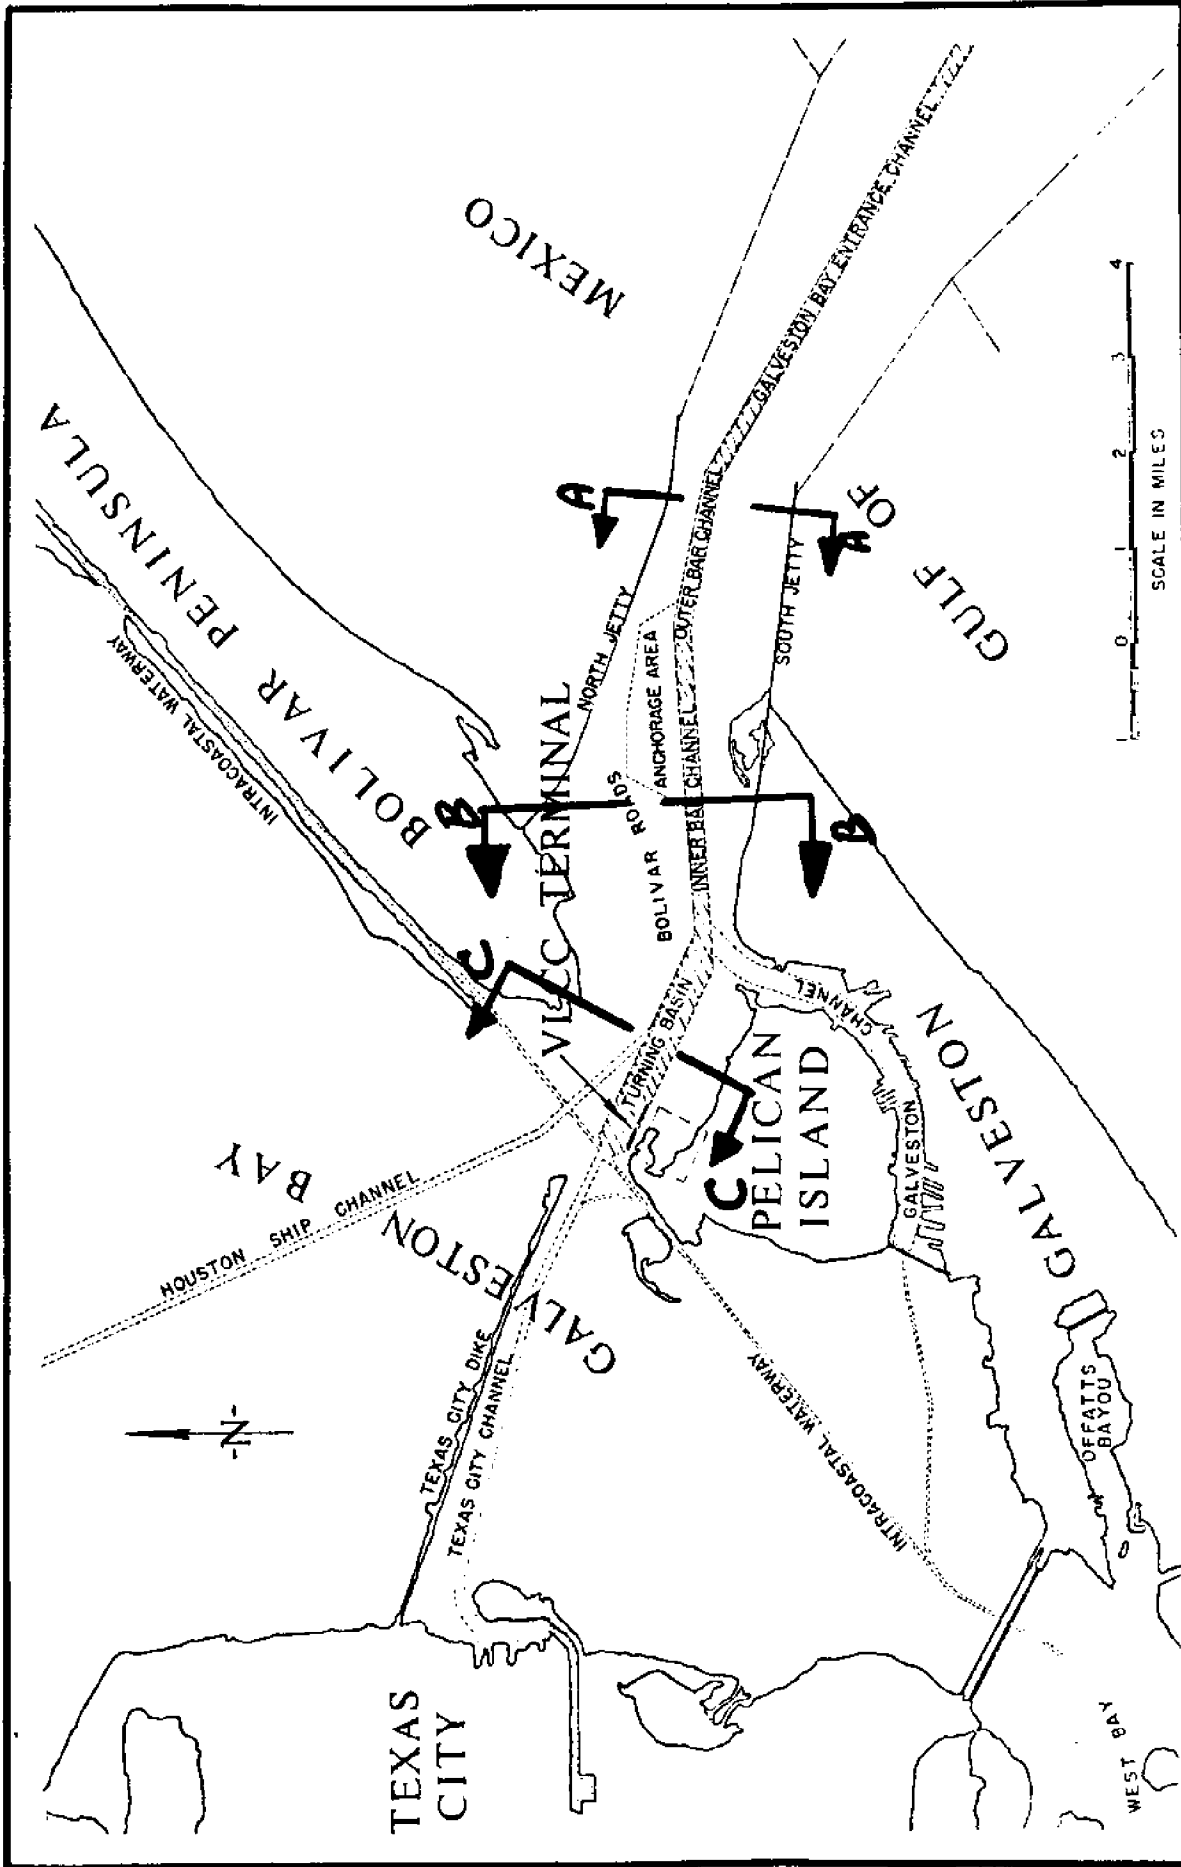 MEXICO
GULF OF
BOLIVAR PENINSULA
INTRACOASTAL WATERWAY
GALVESTON BAY ENTRANCE CHANNEL
OUTER BAR CHANNEL
INNER BAR CHANNEL
NORTH JETTY
SOUTH JETTY
ANCHORAGE AREA
BOLIVAR ROADS
VLCC TERMINAL
TURNING BASIN
A
A
B
B
C
C
GALVESTON BAY
HOUSTON SHIP CHANNEL
TEXAS CITY DIKE
TEXAS CITY CHANNEL
PELICAN
ISLAND
GALVESTON CHANNEL
GALVESTON
INTRACOASTAL WATERWAY
OFFATTS
BAYOU
TEXAS
CITY
WEST BAY
N
1 0 1 2 3 4
SCALE IN MILES